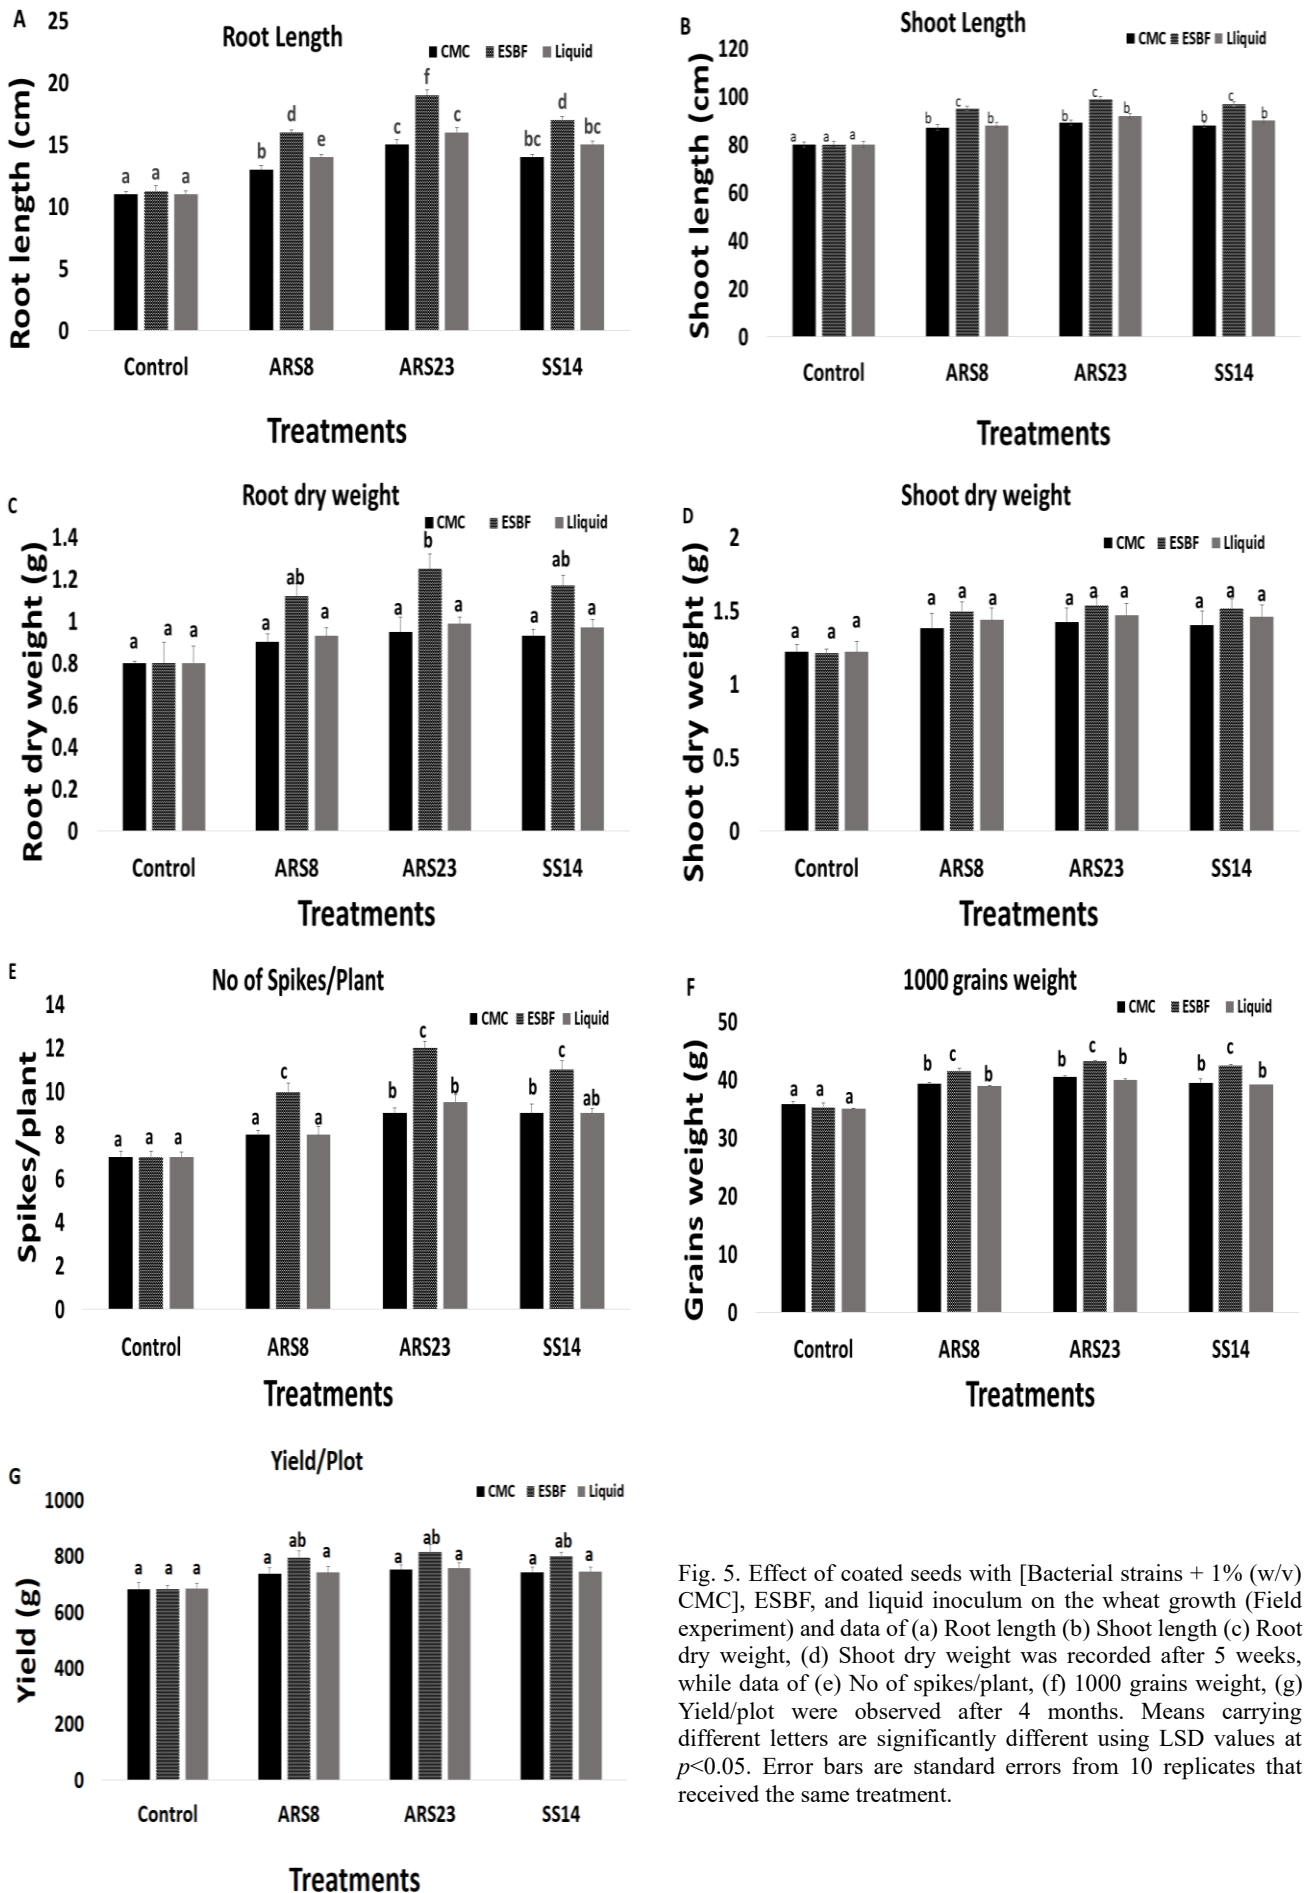 A
Root Length
CMC ESBF Liquid
Root length (cm)
25
20
15
10
5
0
a a a b d e c f c bc d bc
Control ARS8 ARS23 SS14
Treatments
B
Shoot Length
CMC ESBF Lliquid
Shoot length (cm)
120
100
80
60
40
20
0
a a a b c b b c b b c b
Control ARS8 ARS23 SS14
Treatments
C
Root dry weight
CMC ESBF Lliquid
Root dry weight (g)
1.4
1.2
1
0.8
0.6
0.4
0.2
0
a a a a ab a a b a a ab a
Control ARS8 ARS23 SS14
Treatments
D
Shoot dry weight
CMC ESBF Lliquid
Shoot dry weight (g)
2
1.5
1
0.5
0
a a a a a a a a a a a a
Control ARS8 ARS23 SS14
Treatments
E
No of Spikes/Plant
CMC ESBF Liquid
Spikes/plant
14
12
10
8
6
4
2
0
a a a a c a b c b b c ab
Control ARS8 ARS23 SS14
Treatments
F
1000 grains weight
CMC ESBF Liquid
Grains weight (g)
50
40
30
20
10
0
a a a b c b b c b b c b
Control ARS8 ARS23 SS14
Treatments
G
Yield/Plot
CMC ESBF Liquid
Yield (g)
1000
800
600
400
200
0
a a a a ab a a ab a a ab a
Control ARS8 ARS23 SS14
Treatments
Fig. 5. Effect of coated seeds with [Bacterial strains + 1% (w/v)
CMC], ESBF, and liquid inoculum on the wheat growth (Field
experiment) and data of (a) Root length (b) Shoot length (c) Root
dry weight, (d) Shoot dry weight was recorded after 5 weeks,
while data of (e) No of spikes/plant, (f) 1000 grains weight, (g)
Yield/plot were observed after 4 months. Means carrying
different letters are significantly different using LSD values at
p<0.05. Error bars are standard errors from 10 replicates that
received the same treatment.